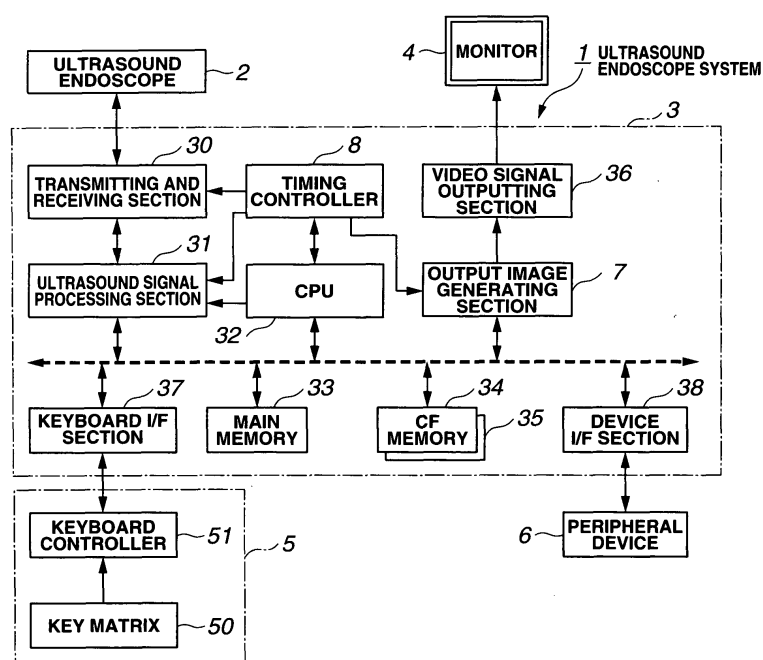 ULTRASOUND
ENDOSCOPE
2
4
MONITOR
1 ULTRASOUND
ENDOSCOPE SYSTEM
3
30
TRANSMITTING AND
RECEIVING SECTION
8
TIMING
CONTROLLER
VIDEO SIGNAL
OUTPUTTING
SECTION
36
31
ULTRASOUND SIGNAL
PROCESSING SECTION
CPU
32
OUTPUT IMAGE
GENERATING
SECTION
7
37
KEYBOARD I/F
SECTION
33
MAIN
MEMORY
34
CF
MEMORY
35
38
DEVICE
I/F SECTION
KEYBOARD
CONTROLLER
51
5
6
PERIPHERAL
DEVICE
KEY MATRIX
50